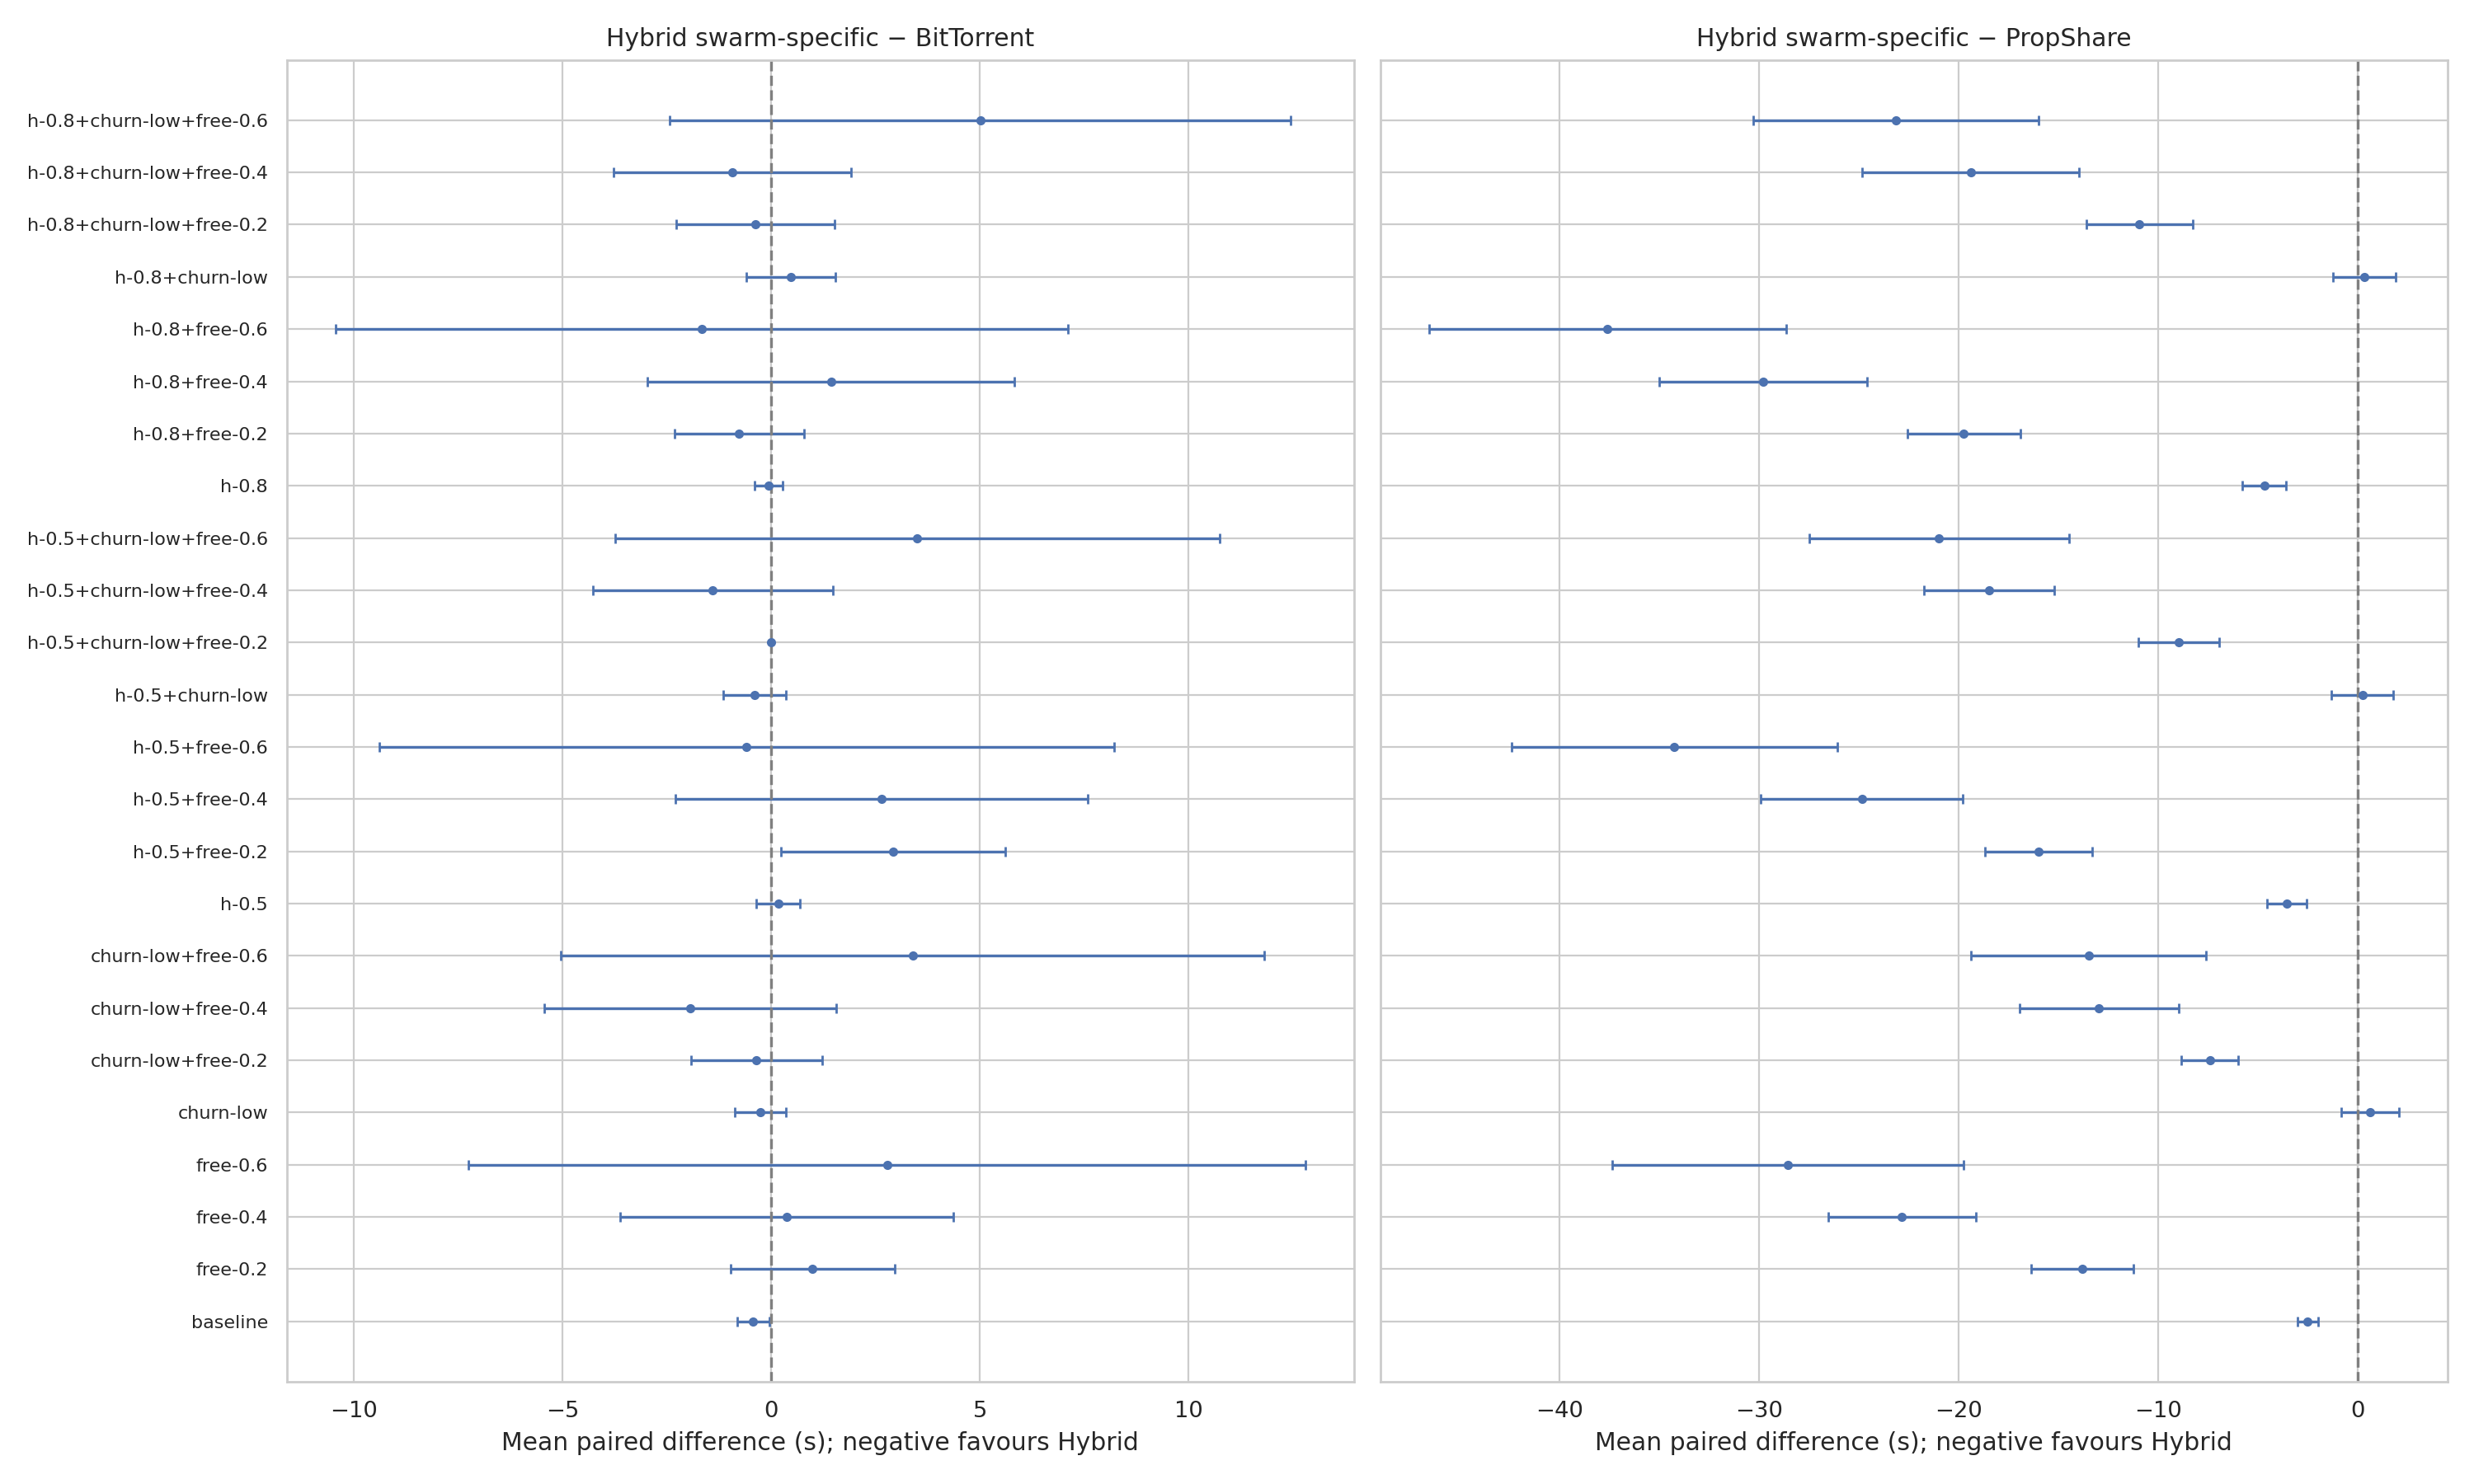 Hybrid swarm-specific − BitTorrent
Hybrid swarm-specific − PropShare
h-0.8+churn-low+free-0.6
h-0.8+churn-low+free-0.4
h-0.8+churn-low+free-0.2
h-0.8+churn-low
h-0.8+free-0.6
h-0.8+free-0.4
h-0.8+free-0.2
h-0.8
h-0.5+churn-low+free-0.6
h-0.5+churn-low+free-0.4
h-0.5+churn-low+free-0.2
h-0.5+churn-low
h-0.5+free-0.6
h-0.5+free-0.4
h-0.5+free-0.2
h-0.5
churn-low+free-0.6
churn-low+free-0.4
churn-low+free-0.2
churn-low
free-0.6
free-0.4
free-0.2
baseline
−10 −5 0 5 10
−40 −30 −20 −10 0
Mean paired difference (s); negative favours Hybrid
Mean paired difference (s); negative favours Hybrid